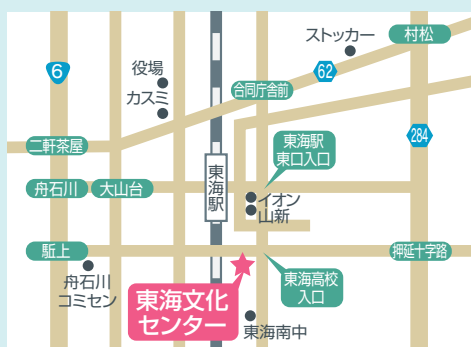 ストッカー
村松
6
役場
62
カスミ
合同庁舎前
284
二軒茶屋
東海駅
東口入口
舟石川
大山台
東海駅
イオン
山新
駈上
押延十字路
舟石川
コミセン
東海高校
入口
東海文化
センター
東海南中